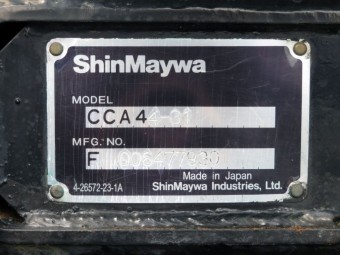 ShinMaywa
MODEL
CCA44-01
MFG. NO.
F
Made in Japan
4-26572-23-1A
ShinMaywa Industries, Ltd.